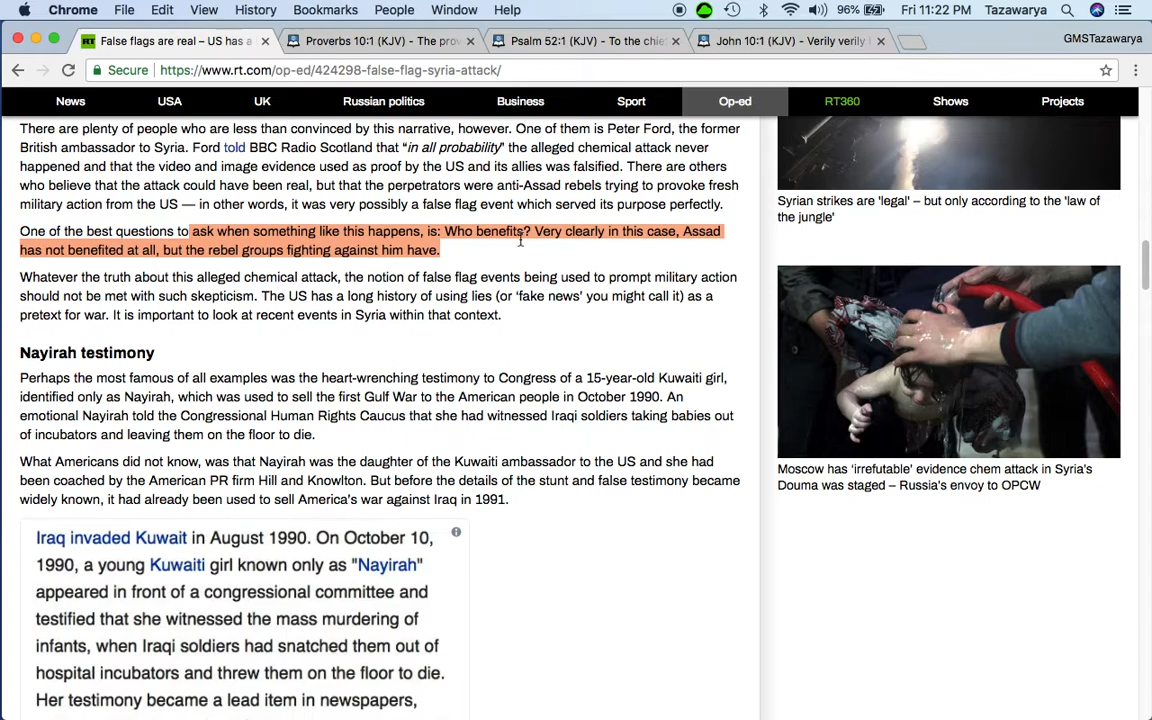 Chrome File Edit View History Bookmarks People Window Help 96% Fri 11:22 PM Tazawarya
RT False flags are real – US has a Proverbs 10:1 (KJV) - The prov Psalm 52:1 (KJV) - To the chie John 10:1 (KJV) - Verily verily I GMSTazawarya
Secure https://www.rt.com/op-ed/424298-false-flag-syria-attack/
News USA UK Russian politics Business Sport Op-ed RT360 Shows Projects
There are plenty of people who are less than convinced by this narrative, however. One of them is Peter Ford, the former
British ambassador to Syria. Ford told BBC Radio Scotland that “in all probability” the alleged chemical attack never
happened and that the video and image evidence used as proof by the US and its allies was falsified. There are others
who believe that the attack could have been real, but that the perpetrators were anti-Assad rebels trying to provoke fresh
military action from the US — in other words, it was very possibly a false flag event which served its purpose perfectly.
One of the best questions to ask when something like this happens, is: Who benefits? Very clearly in this case, Assad
has not benefited at all, but the rebel groups fighting against him have.
Whatever the truth about this alleged chemical attack, the notion of false flag events being used to prompt military action
should not be met with such skepticism. The US has a long history of using lies (or ‘fake news’ you might call it) as a
pretext for war. It is important to look at recent events in Syria within that context.
Nayirah testimony
Perhaps the most famous of all examples was the heart-wrenching testimony to Congress of a 15-year-old Kuwaiti girl,
identified only as Nayirah, which was used to sell the first Gulf War to the American people in October 1990. An
emotional Nayirah told the Congressional Human Rights Caucus that she had witnessed Iraqi soldiers taking babies out
of incubators and leaving them on the floor to die.
What Americans did not know, was that Nayirah was the daughter of the Kuwaiti ambassador to the US and she had
been coached by the American PR firm Hill and Knowlton. But before the details of the stunt and false testimony became
widely known, it had already been used to sell America’s war against Iraq in 1991.
Iraq invaded Kuwait in August 1990. On October 10,
1990, a young Kuwaiti girl known only as "Nayirah"
appeared in front of a congressional committee and
testified that she witnessed the mass murdering of
infants, when Iraqi soldiers had snatched them out of
hospital incubators and threw them on the floor to die.
Her testimony became a lead item in newspapers,
Syrian strikes are 'legal' – but only according to the 'law of
the jungle'
Moscow has ‘irrefutable’ evidence chem attack in Syria’s
Douma was staged – Russia’s envoy to OPCW